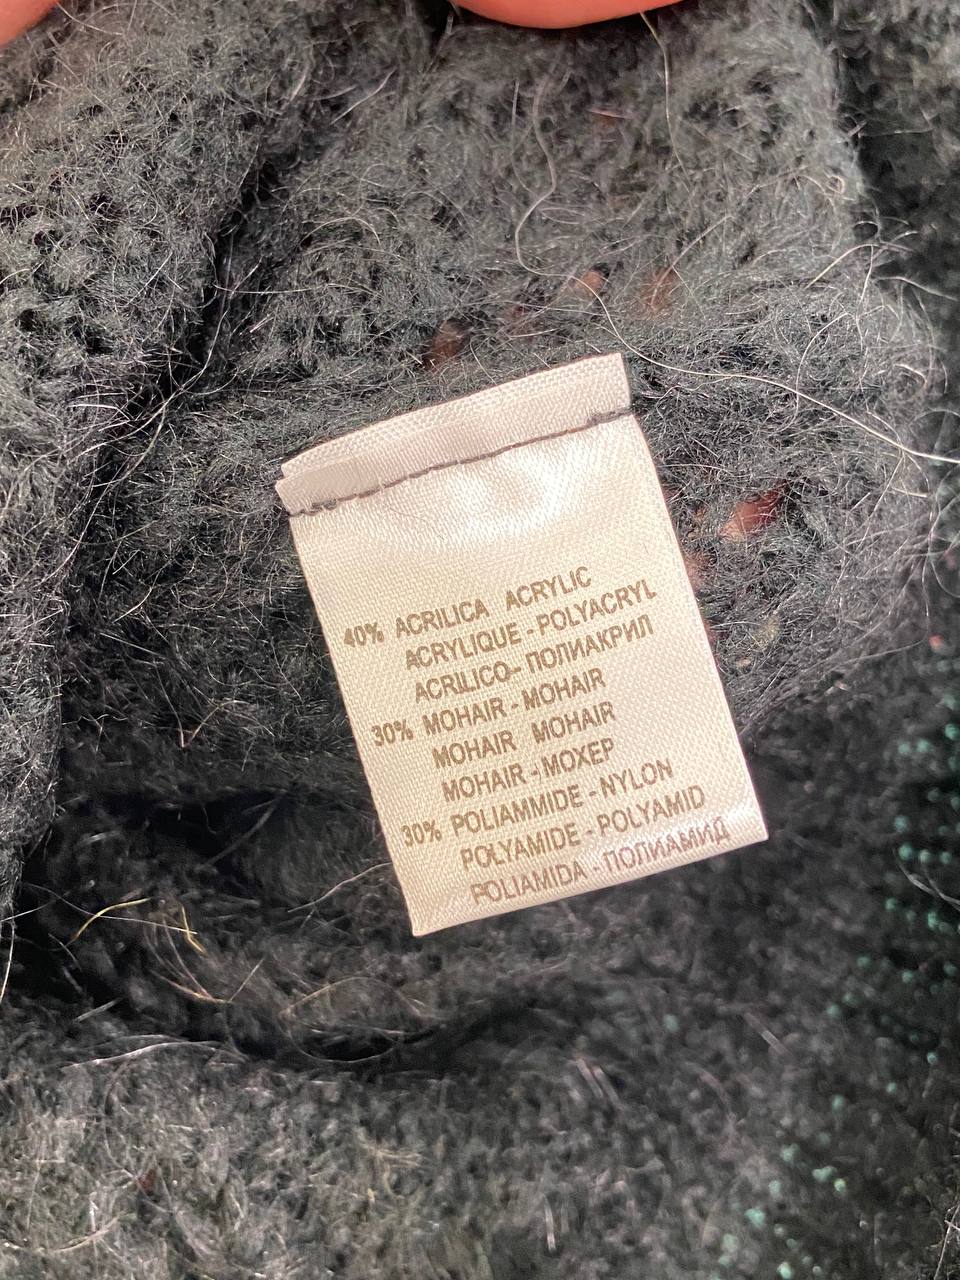 40% ACRILICA ACRYLIC
ACRYLIQUE - POLYACRYL
ACRILICO - ПОЛИАКРИЛ
30% MOHAIR - MOHAIR
MOHAIR MOHAIR
MOHAIR - МОХЕР
30% POLIAMMIDE - NYLON
POLYAMIDE - POLYAMID
POLIAMIDA - ПОЛИАМИД